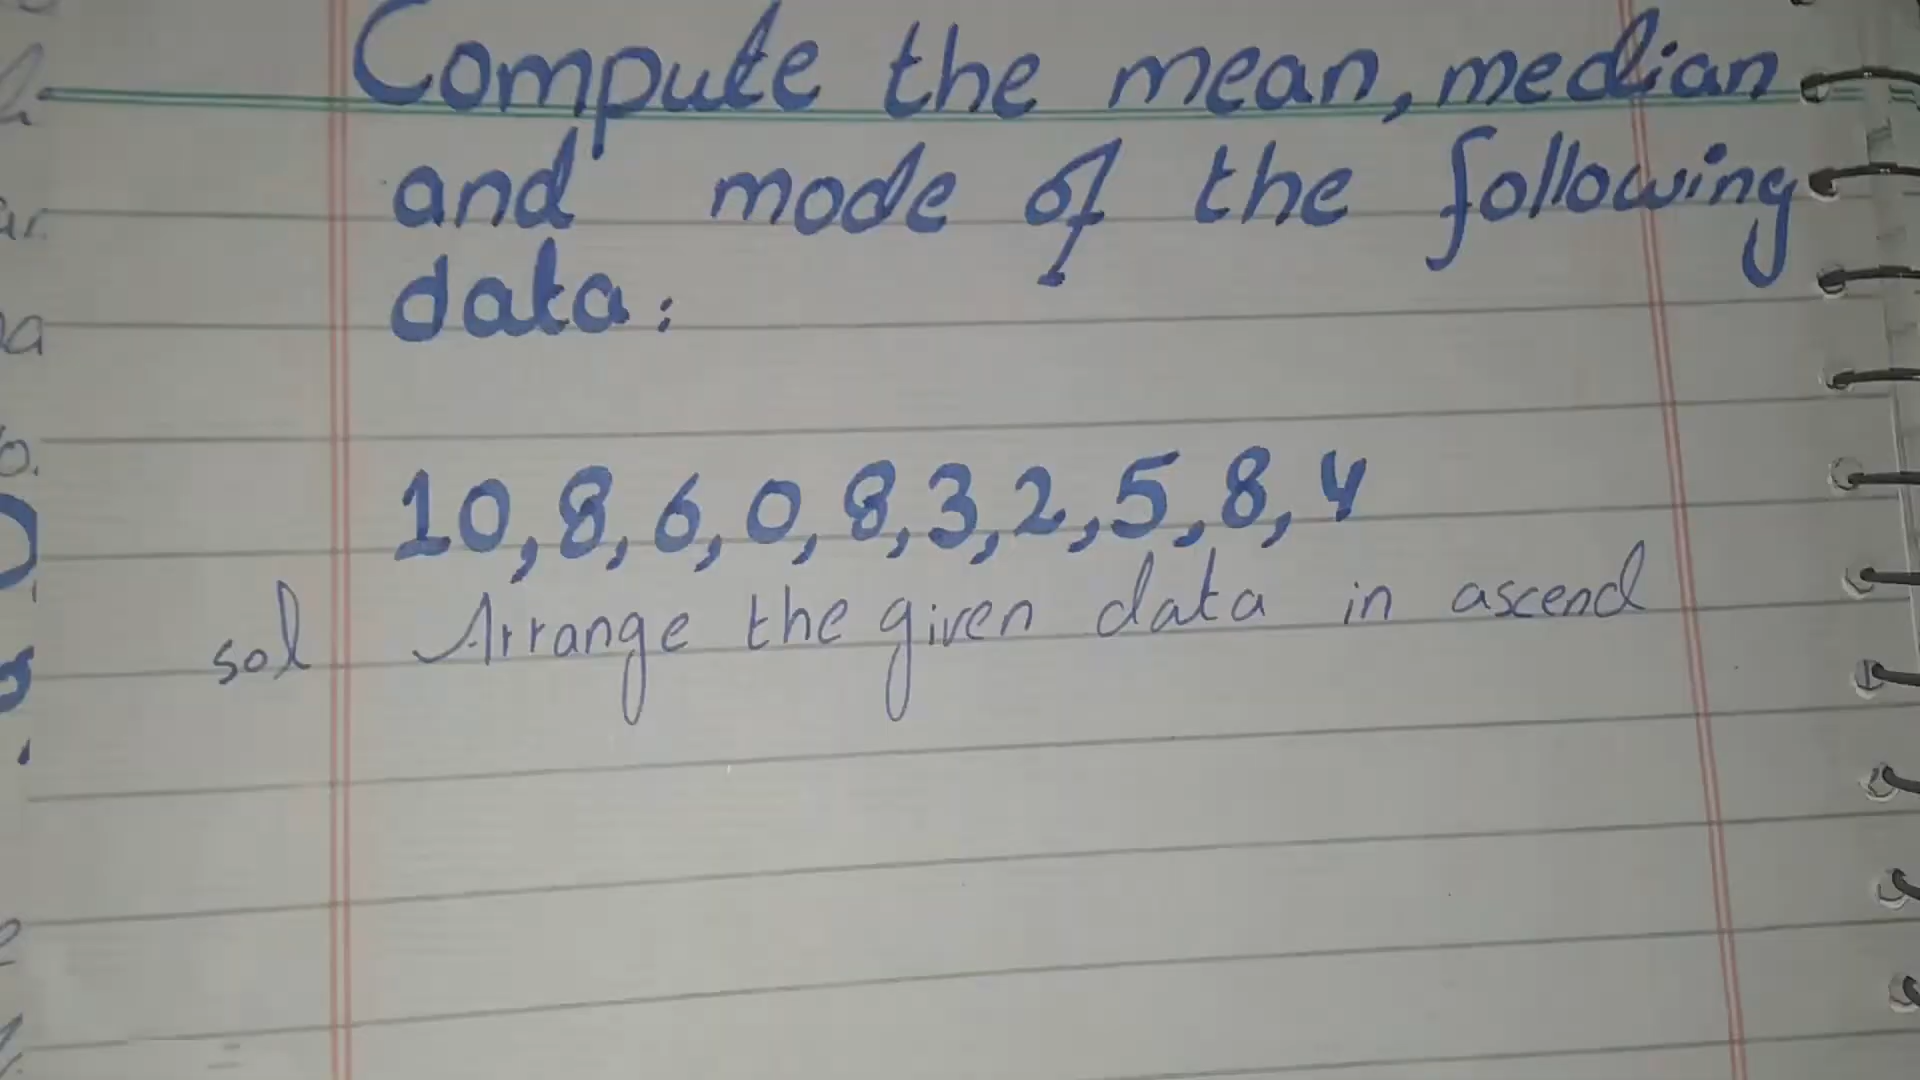 Compute the mean, median
and mode of the following
data:
10, 8, 6, 0, 8, 3, 2, 5, 8, 4
sol Arrange the given data in ascend